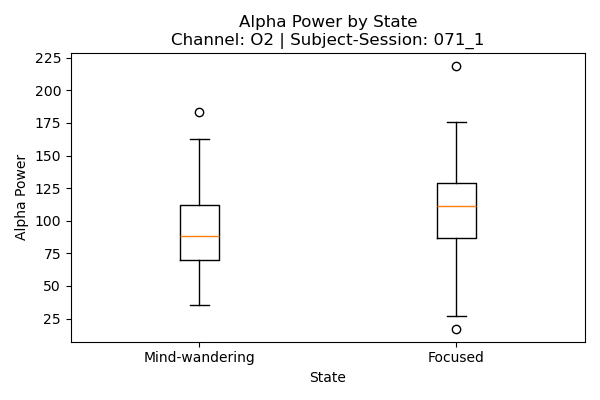 Alpha Power by State
Channel: O2 | Subject-Session: 071_1
225
200
175
150
125
100
75
50
25
Alpha Power
Mind-wandering
Focused
State